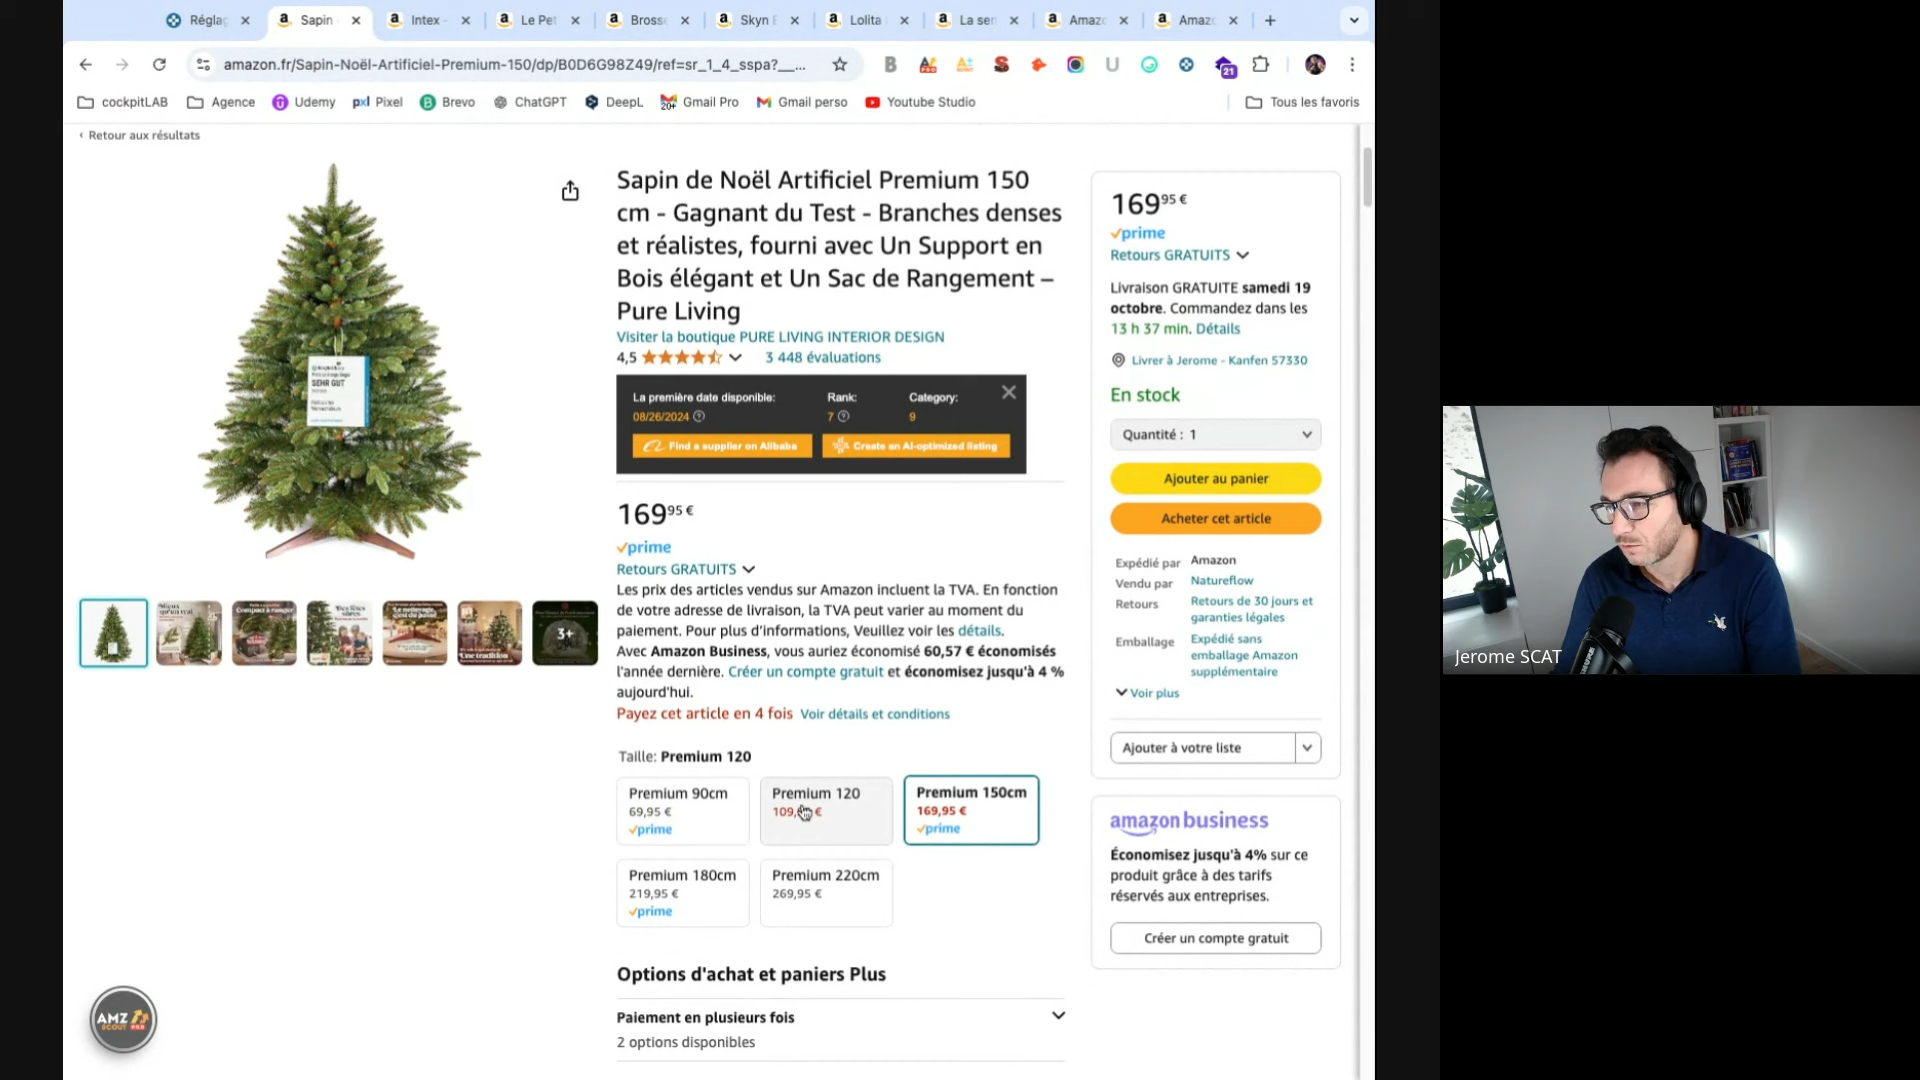 Réglag
Sapin
Intex -
Le Pet
Bross
Skyn F
Lolita
La ser
Amazo
Amazo
amazon.fr/Sapin-Noël-Artificiel-Premium-150/dp/B0D6G98Z49/ref=sr_1_4_sspa?__...
21
cockpitLAB
Agence
Udemy
pxl Pixel
Brevo
ChatGPT
DeepL
20+
Gmail Pro
Gmail perso
Youtube Studio
Tous les favoris
‹ Retour aux résultats
SEHR GUT
3+
Sapin de Noël Artificiel Premium 150
cm - Gagnant du Test - Branches denses
et réalistes, fourni avec Un Support en
Bois élégant et Un Sac de Rangement –
Pure Living
Visiter la boutique PURE LIVING INTERIOR DESIGN
4,5 3 448 évaluations
La première date disponible: Rank: Category:
08/26/2024 7 9
Find a supplier on Alibaba
Create an AI-optimized listing
169,95 €
prime
Retours GRATUITS
Les prix des articles vendus sur Amazon incluent la TVA. En fonction
de votre adresse de livraison, la TVA peut varier au moment du
paiement. Pour plus d'informations, Veuillez voir les détails.
Avec Amazon Business, vous auriez économisé 60,57 € économisés
l'année dernière. Créer un compte gratuit et économisez jusqu'à 4 %
aujourd'hui.
Payez cet article en 4 fois Voir détails et conditions
Taille: Premium 120
Premium 90cm
69,95 €
prime
Premium 120
109, €
Premium 150cm
169,95 €
prime
Premium 180cm
219,95 €
prime
Premium 220cm
269,95 €
Options d'achat et paniers Plus
Paiement en plusieurs fois
2 options disponibles
AMZ
SCOUT PRO
169,95 €
prime
Retours GRATUITS
Livraison GRATUITE samedi 19
octobre. Commandez dans les
13 h 37 min. Détails
Livrer à Jerome - Kanfen 57330
En stock
Quantité : 1
Ajouter au panier
Acheter cet article
Expédié par Amazon
Vendu par Natureflow
Retours Retours de 30 jours et
garanties légales
Emballage Expédié sans
emballage Amazon
supplémentaire
Voir plus
Ajouter à votre liste
amazon business
Économisez jusqu'à 4% sur ce
produit grâce à des tarifs
réservés aux entreprises.
Créer un compte gratuit
Jerome SCAT